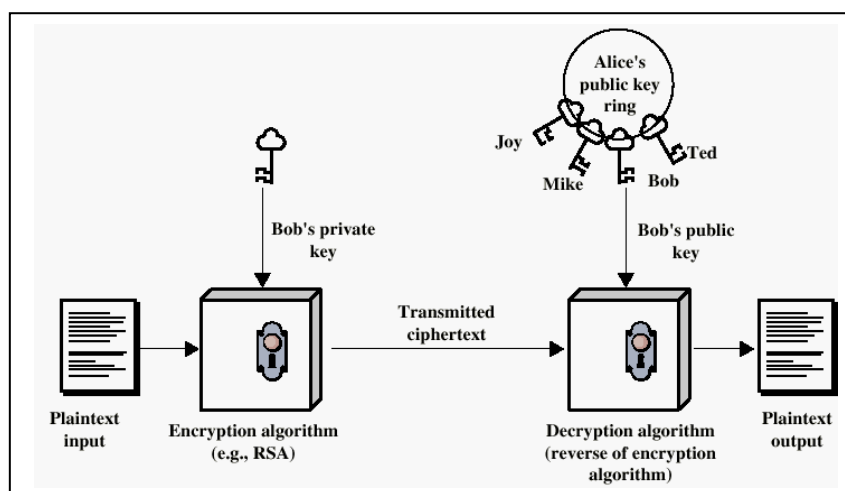 Alice's
public key
ring
Joy
Mike
Bob
Ted
Bob's private
key
Bob's public
key
Transmitted
ciphertext
Plaintext
input
Encryption algorithm
(e.g., RSA)
Decryption algorithm
(reverse of encryption
algorithm)
Plaintext
output